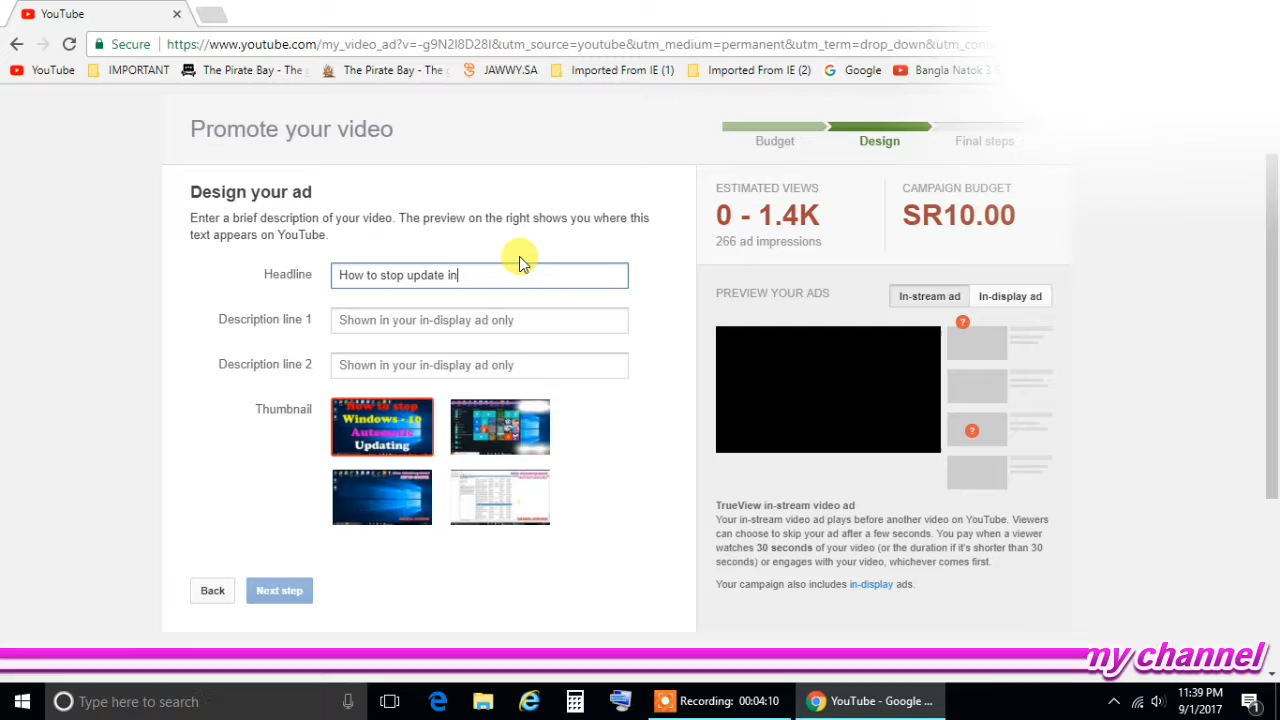 YouTube
Secure
https://www.youtube.com/my_video_ad?v=-g9N2I8D28I&utm_source=youtube&utm_medium=permanent&utm_term=drop_down&utm_con
YouTube IMPORTANT The Pirate Bay - The Pirate Bay - The g JAWWY.SA Imported From IE (1) Imported From IE (2) Google Bangla Natok 3
Promote your video
Budget Design Final steps
Design your ad
Enter a brief description of your video. The preview on the right shows you where this
text appears on YouTube.
Headline How to stop update in
Description line 1 Shown in your in-display ad only
Description line 2 Shown in your in-display ad only
Thumbnail
How to stop
Windows - 10
Automatic
Updating
Back Next step
ESTIMATED VIEWS
0 - 1.4K
266 ad impressions
CAMPAIGN BUDGET
SR10.00
PREVIEW YOUR ADS In-stream ad In-display ad
?
?
TrueView in-stream video ad
Your in-stream video ad plays before another video on YouTube. Viewers
can choose to skip your ad after a few seconds. You pay when a viewer
watches 30 seconds of your video (or the duration if it's shorter than 30
seconds) or engages with your video, whichever comes first.
Your campaign also includes in-display ads.
my channel
Type here to search
Recording: 00:04:10
YouTube - Google ...
11:39 PM
9/1/2017
1